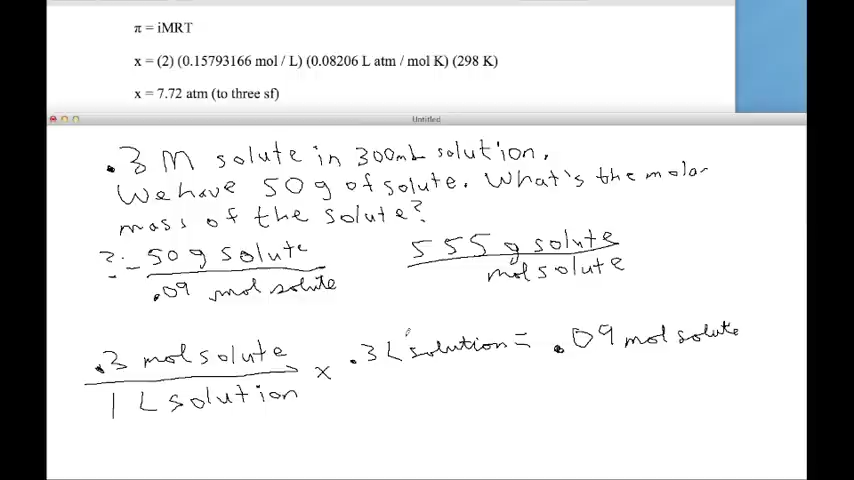 π = iMRT
x = (2) (0.15793166 mol / L) (0.08206 L atm / mol K) (298 K)
x = 7.72 atm (to three sf)
Untitled
.3 M solute in 300mL solution.
We have 50 g of solute. What's the molar
mass of the solute?
? = 50 g solute / .09 mol solute
555 g solute / mol solute
.3 mol solute / 1 L solution x .3 L solution = .09 mol solute